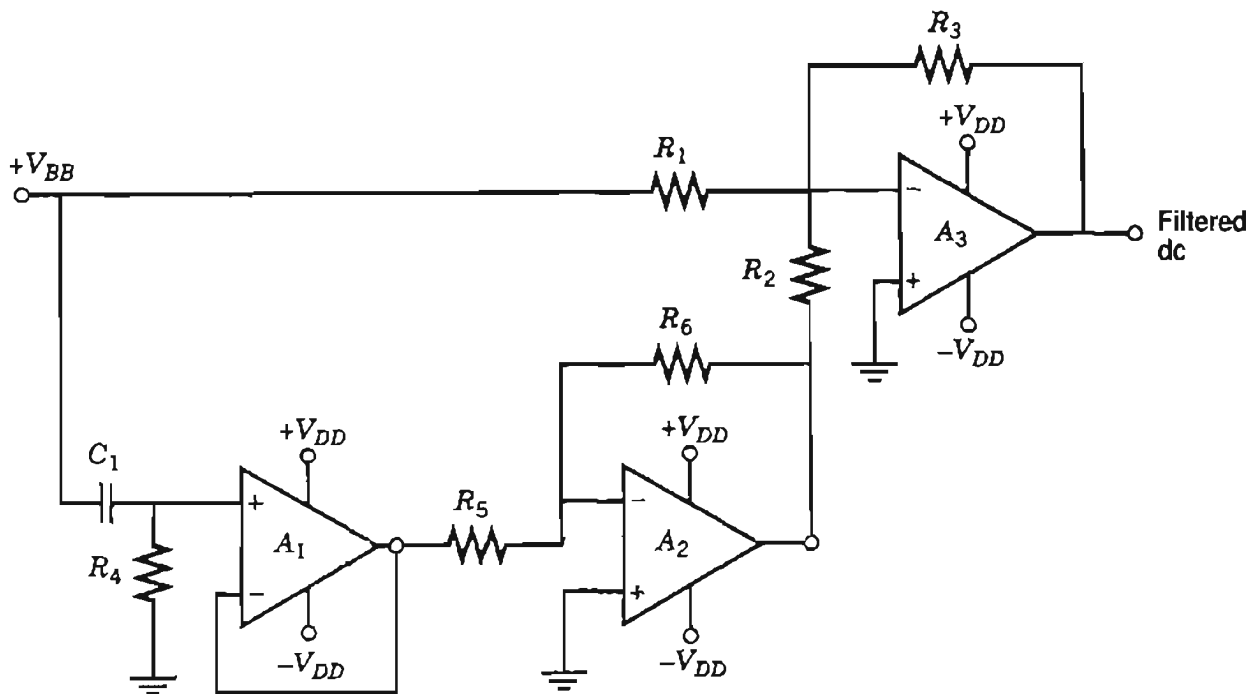 R3
+VDD
+VBB
R1
−
A3
Filtered
dc
+
R2
−VDD
R6
+VDD
+VDD
C1
+
R5
−
A1
A2
R4
−
+
−VDD
−VDD